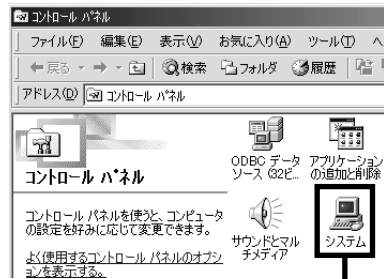 コントロール パネル
ファイル(F) 編集(E) 表示(V) お気に入り(A) ツール(T) ヘ
戻る 検索 フォルダ 履歴
アドレス(D) コントロール パネル
コントロール パネル
コントロール パネルを使うと、コンピュータ
の設定を好みに応じて変更できます。
よく使用するコントロール パネルのオプシ
ョンを表示する。
ODBC データ
ソース (32ビ...
アプリケーション
の追加と削除
サウンドとマル
チメディア
システム